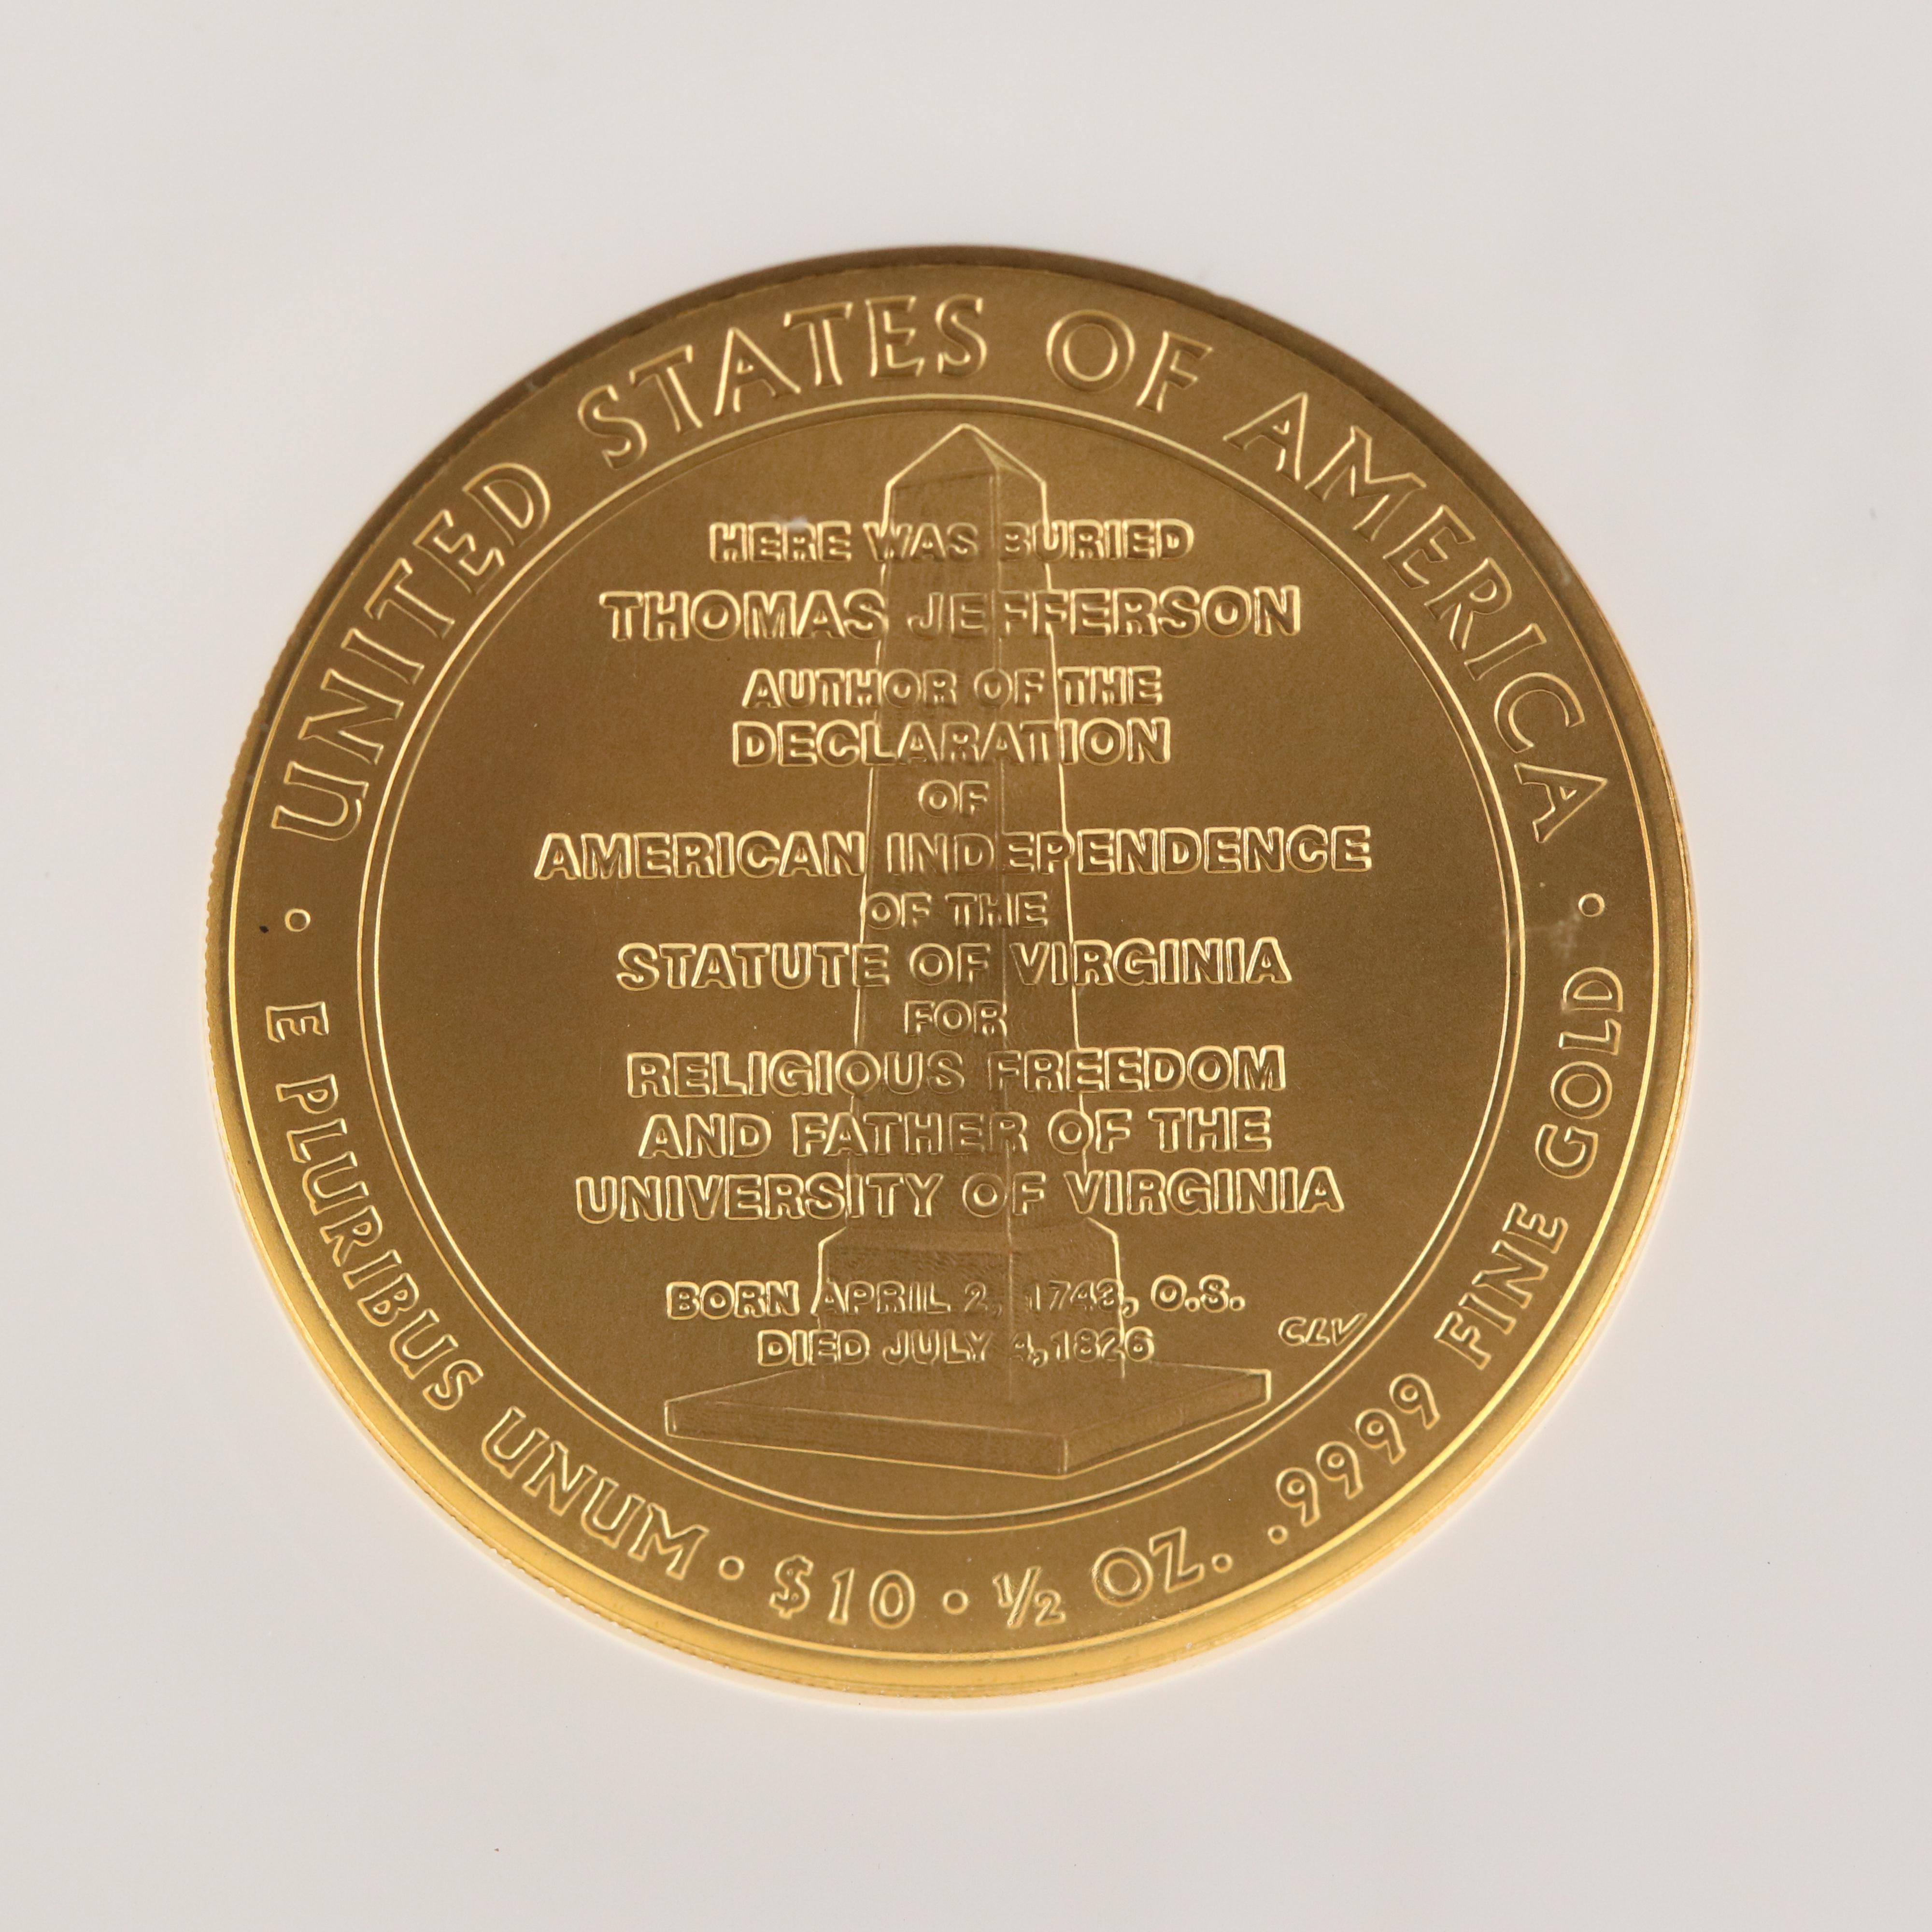 UNITED STATES OF AMERICA
HERE WAS BURIED
THOMAS JEFFERSON
AUTHOR OF THE
DECLARATION
OF
AMERICAN INDEPENDENCE
OF THE
STATUTE OF VIRGINIA
FOR
RELIGIOUS FREEDOM
AND FATHER OF THE
UNIVERSITY OF VIRGINIA
BORN APRIL 2, 1743, O.S.
DIED JULY 4, 1826
CLV
· E PLURIBUS UNUM · $10 · ½ OZ. .9999 FINE GOLD ·